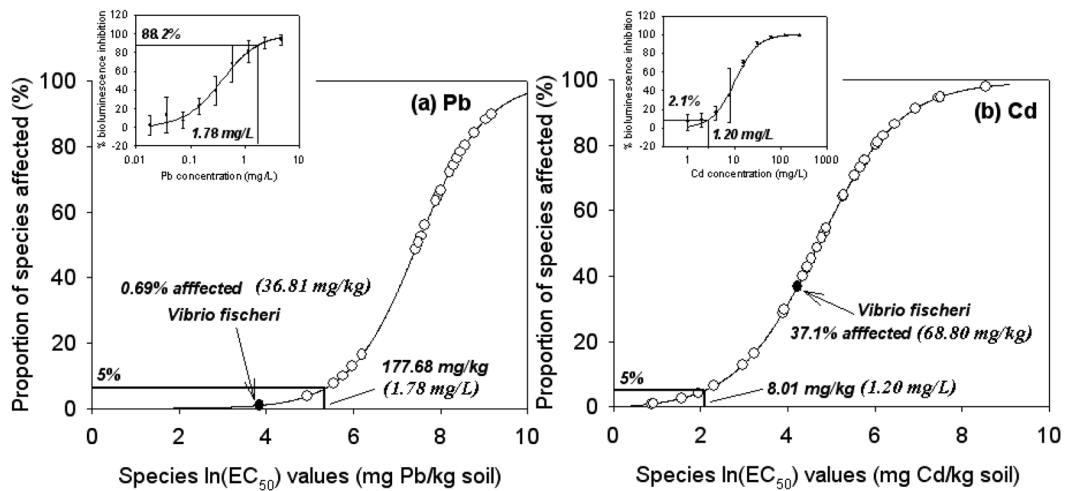 120
100
80
60
40
20
0
-20
% bioluminescence inhibition
88.2%
1.78 mg/L
0.01
0.1
1
10
Pb concentration (mg/L)
(a) Pb
100
80
60
40
20
0
Proportion of species affected (%)
0.69% afffected (36.81 mg/kg)
Vibrio fischeri
5%
177.68 mg/kg
(1.78 mg/L)
0
2
4
6
8
10
Species ln(EC50) values (mg Pb/kg soil)
120
100
80
60
40
20
0
-20
% bioluminescence inhibition
2.1%
1.20 mg/L
1
10
100
1000
Cd concentration (mg/L)
(b) Cd
100
80
60
40
20
0
Proportion of species affected (%)
Vibrio fischeri
37.1% afffected (68.80 mg/kg)
5%
8.01 mg/kg (1.20 mg/L)
0
2
4
6
8
10
Species ln(EC50) values (mg Cd/kg soil)